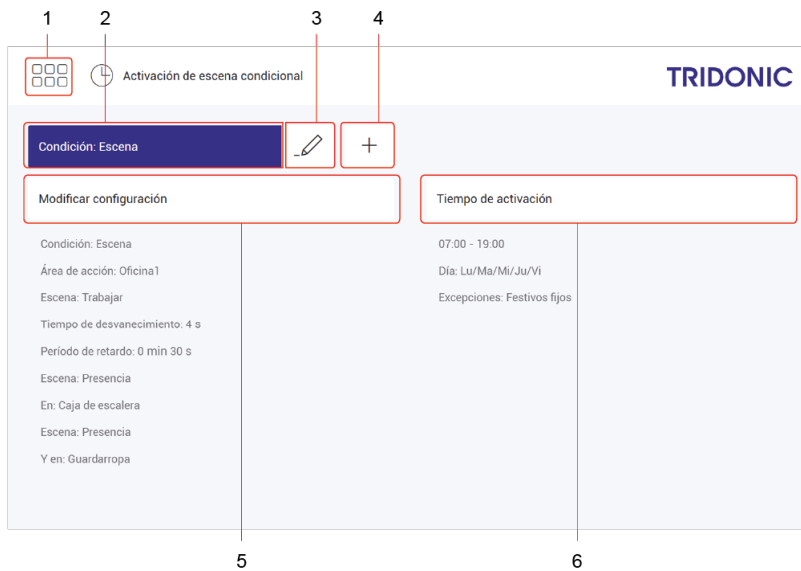 1 2 3 4
Activación de escena condicional
TRIDONIC
Condición: Escena
Modificar configuración
Tiempo de activación
Condición: Escena
07:00 - 19:00
Área de acción: Oficina1
Día: Lu/Ma/Mi/Ju/Vi
Escena: Trabajar
Excepciones: Festivos fijos
Tiempo de desvanecimiento: 4 s
Período de retardo: 0 min 30 s
Escena: Presencia
En: Caja de escalera
Escena: Presencia
Y en: Guardarropa
5 6